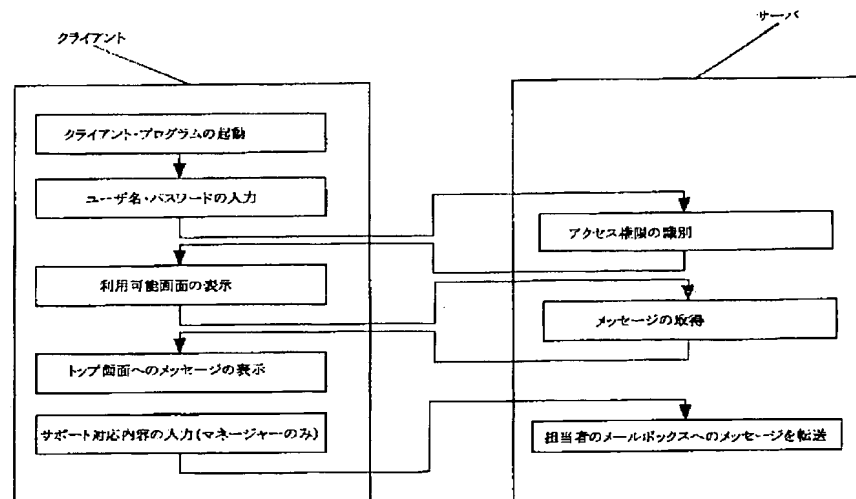 クライアント
サーバ
クライアント・プログラムの起動
ユーザ名・パスワードの入力
アクセス権限の識別
利用可能画面の表示
メッセージの取得
トップ画面へのメッセージの表示
サポート対応内容の入力(マネージャーのみ)
担当者のメールボックスへのメッセージを転送